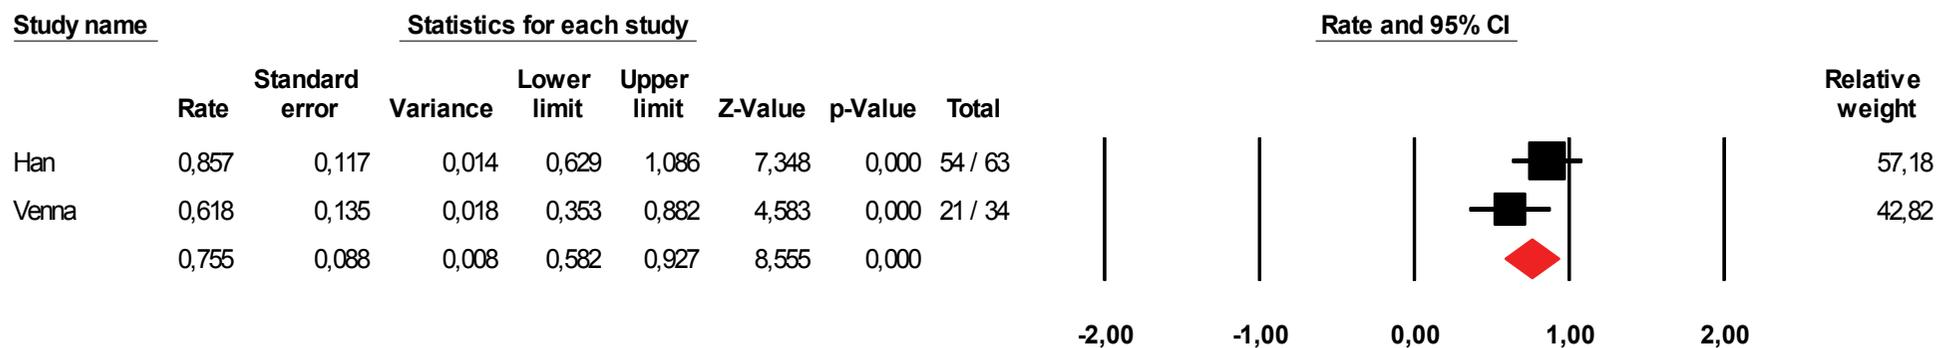 Study name Statistics for each study Rate and 95% CI
Standard Lower Upper Relative
Rate error Variance limit limit Z-Value p-Value Total weight
Han 0,857 0,117 0,014 0,629 1,086 7,348 0,000 54 / 63 57,18
Venna 0,618 0,135 0,018 0,353 0,882 4,583 0,000 21 / 34 42,82
0,755 0,088 0,008 0,582 0,927 8,555 0,000
-2,00 -1,00 0,00 1,00 2,00